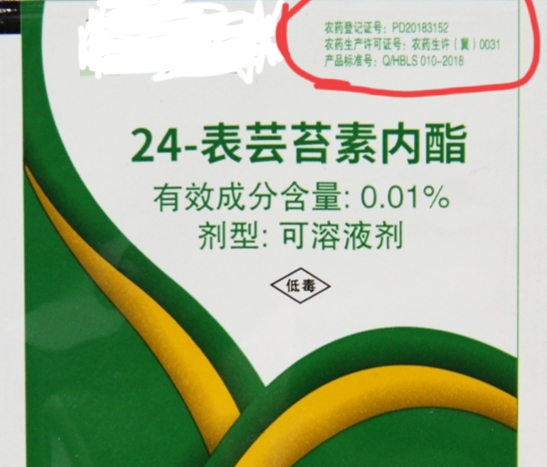 农药登记证号：PD20183152
农药生产许可证号：农药生许（冀）0031
产品标准号：Q/HBLS 010-2018
24-表芸苔素内酯
有效成分含量: 0.01%
剂型: 可溶液剂
低毒